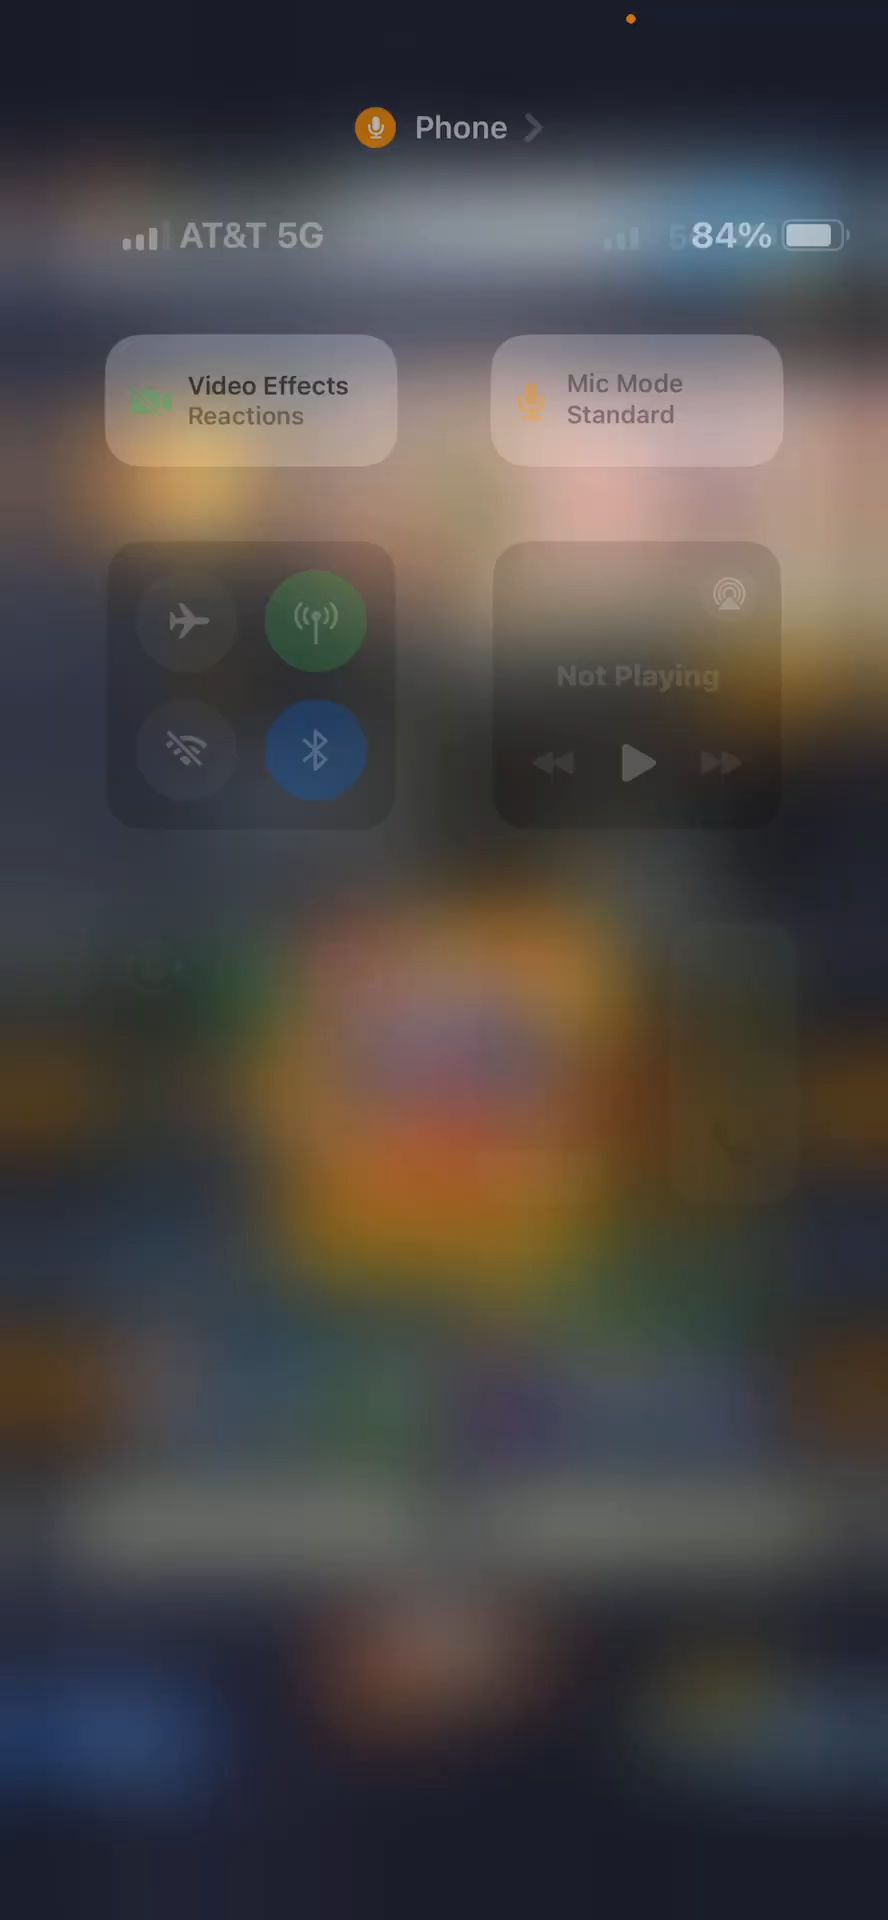 Phone
AT&T 5G
84%
Video Effects
Reactions
Mic Mode
Standard
Not Playing